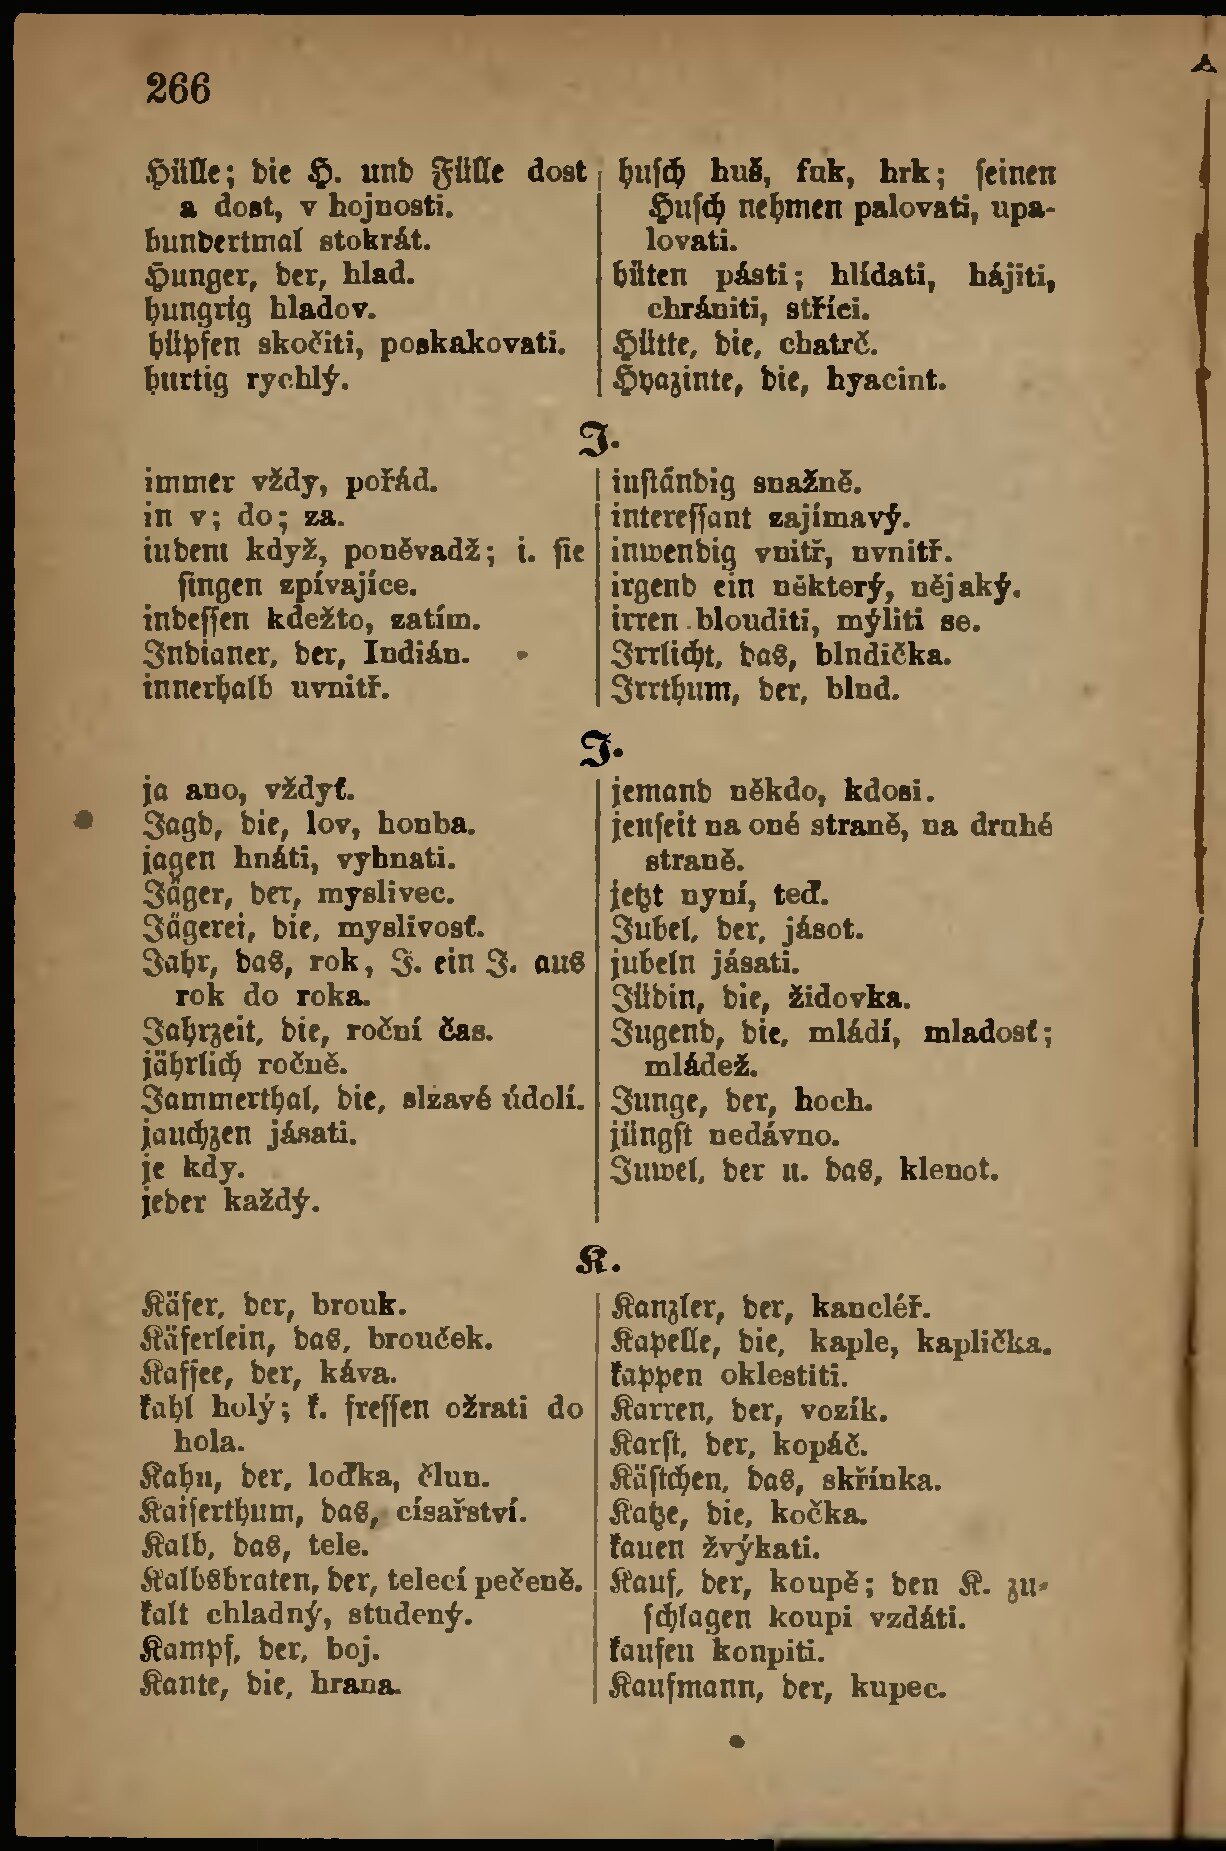 266
Hülle; die H. und Fülle dost
a dost, v hojnosti.
hundertmal stokrát.
Hunger, der, hlad.
hungrig hladov.
hüpfen skočiti, poskakovati.
hurtig rychlý.
husch huš, fuk, hrk; seinen
Husch nehmen palovati, upa-
lovati.
hüten pásti; hlídati, hájiti,
chrániti, stříci.
Hütte, die, chatrč.
Hyazinte, die, hyacint.
I.
immer vždy, pořád.
in v; do; za.
indem když, poněvadž; i. sie
singen zpívajíce.
indessen kdežto, zatím.
Indianer, der, Indián.
innerhalb uvnitř.
inständig snažně.
interessant zajímavý.
inwendig vnitř, uvnitř.
irgend ein některý, nějaký.
irren blouditi, mýliti se.
Irrlicht, das, bludička.
Irrthum, der, blud.
J.
ja ano, vždyť.
Jagd, die, lov, honba.
jagen hnáti, vyhnati.
Jäger, der, myslivec.
Jägerei, die, myslivosť.
Jahr, das, rok, J. ein J. aus
rok do roka.
Jahrzeit, die, roční čas.
jährlich ročně.
Jammerthal, die, slzavé údolí.
jauchzen jásati.
je kdy.
jeder každý.
jemand někdo, kdosi.
jenseit na oné straně, na druhé
straně.
jetzt nyní, teď.
Jubel, der, jásot.
jubeln jásati.
Jüdin, die, židovka.
Jugend, die, mládí, mladosť;
mládež.
Junge, der, hoch.
jüngst nedávno.
Juwel, der u. das, klenot.
K.
Käfer, der, brouk.
Käferlein, das, brouček.
Kaffee, der, káva.
kahl holý; k. fressen ožrati do
hola.
Kahn, der, loďka, člun.
Kaiserthum, das, císařství.
Kalb, das, tele.
Kalbsbraten, der, telecí pečeně.
kalt chladný, studený.
Kampf, der, boj.
Kante, die, hrana.
Kanzler, der, kancléř.
Kapelle, die, kaple, kaplička.
kappen oklestiti.
Karren, der, vozík.
Karst, der, kopáč.
Kästchen, das, skřínka.
Katze, die, kočka.
kauen žvýkati.
Kauf, der, koupě; den K. zu-
schlagen koupi vzdáti.
kaufen koupiti.
Kaufmann, der, kupec.